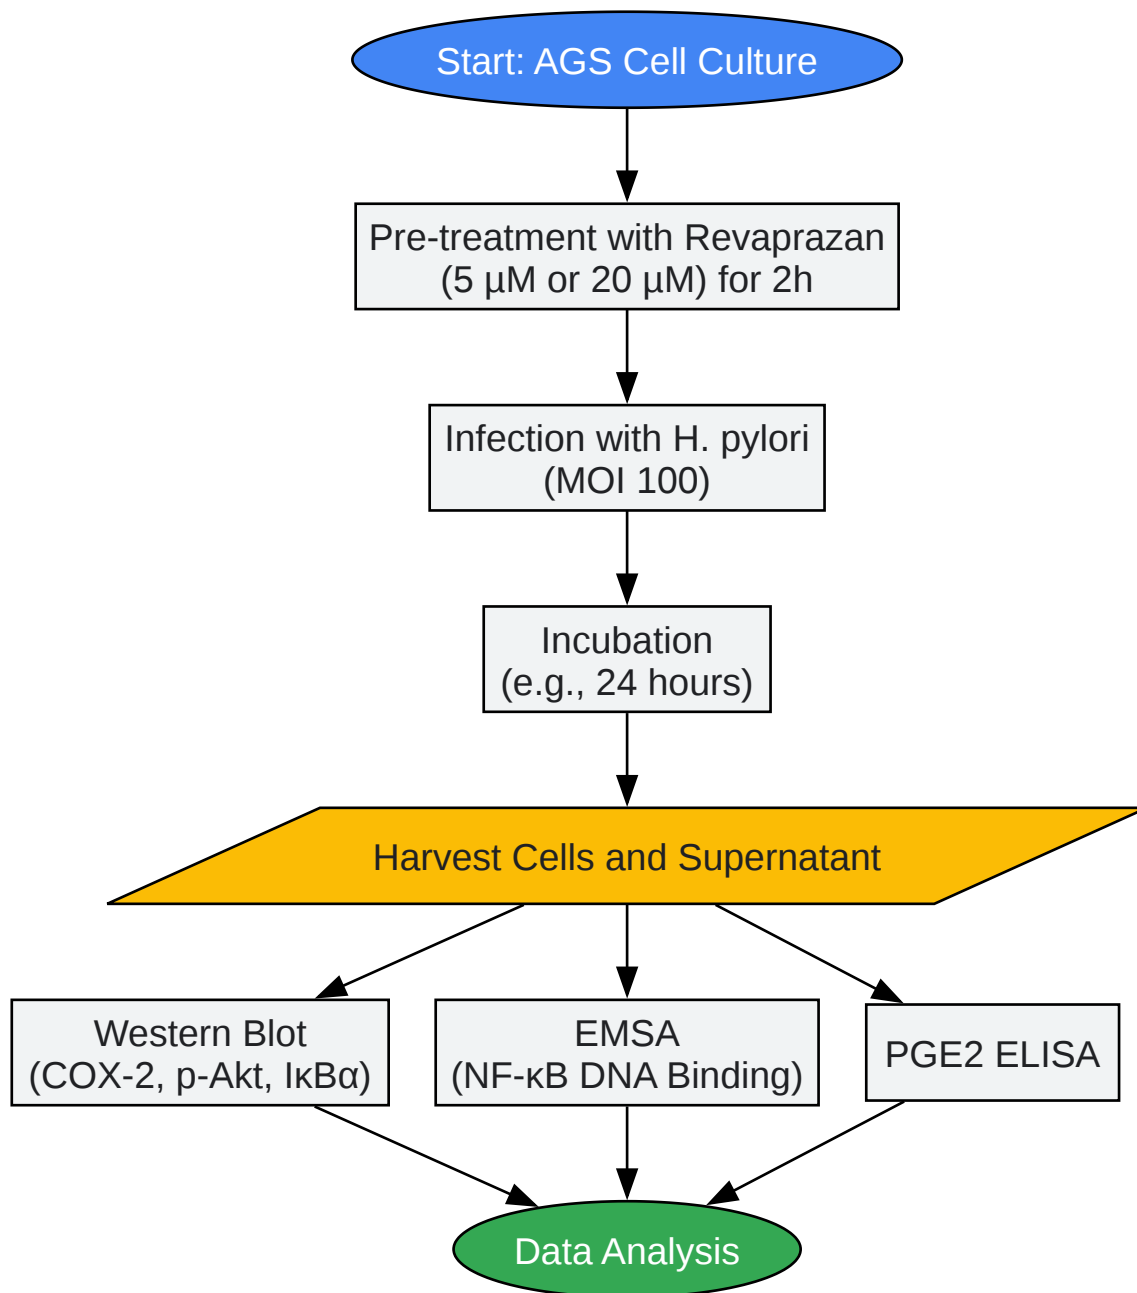 Start: AGS Cell Culture
Pre-treatment with Revaprazan
(5 µM or 20 µM) for 2h
Infection with H. pylori
(MOI 100)
Incubation
(e.g., 24 hours)
Harvest Cells and Supernatant
Western Blot
(COX-2, p-Akt, IκBα)
EMSA
(NF-κB DNA Binding)
PGE2 ELISA
Data Analysis